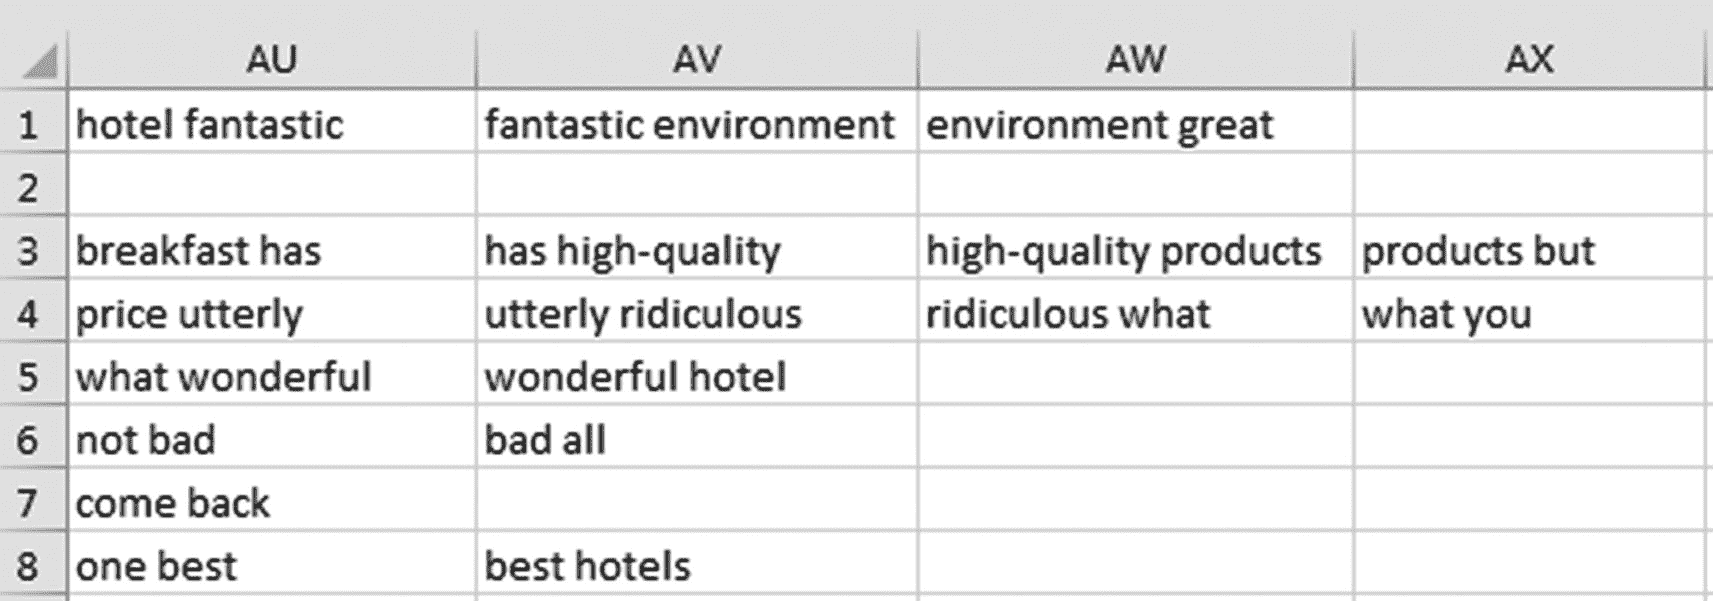 AU AV AW AX
1 hotel fantastic fantastic environment environment great
2
3 breakfast has has high-quality high-quality products products but
4 price utterly utterly ridiculous ridiculous what what you
5 what wonderful wonderful hotel
6 not bad bad all
7 come back
8 one best best hotels